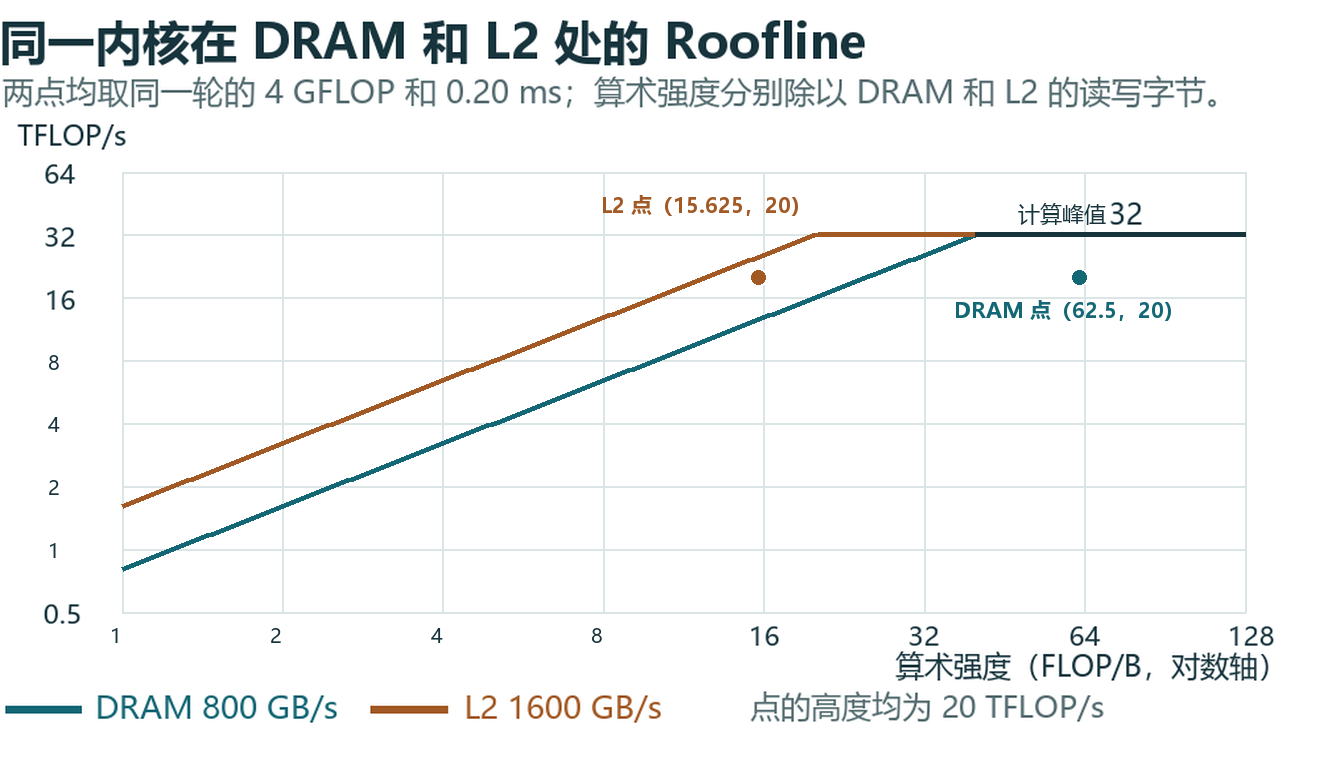 同一内核在 DRAM 和 L2 处的 Roofline
两点均取同一轮的 4 GFLOP 和 0.20 ms；算术强度分别除以 DRAM 和 L2 的读写字节。
TFLOP/s
64
L2 点（15.625，20）
计算峰值32
32
16
DRAM 点（62.5，20）
8
4
2
1
0.5
1 2 4 8 16 32 64 128
算术强度（FLOP/B，对数轴）
DRAM 800 GB/s L2 1600 GB/s 点的高度均为 20 TFLOP/s